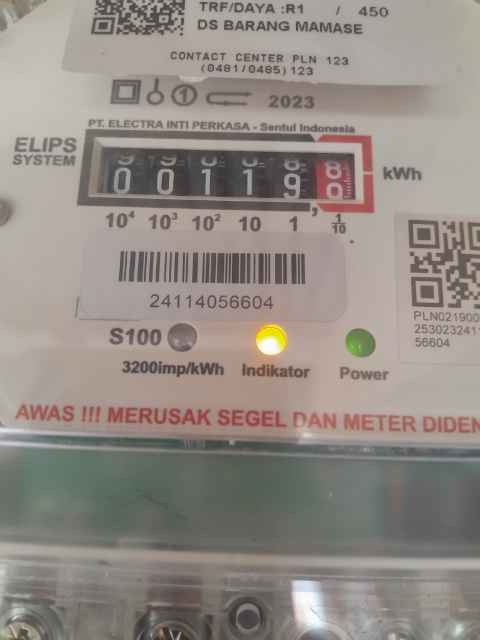 TRF/DAYA :R1 / 450
DS BARANG MAMASE
CONTACT CENTER PLN 123
(0481/0485)123
2023
PT. ELECTRA INTI PERKASA - Sentul Indonesia
ELIPS
SYSTEM
0 0 1 1 9
kWh
10⁴ 10³ 10² 10 1 , 1/10
24114056604
S100
3200imp/kWh Indikator Power
PLN021900
2530232411
56604
AWAS !!! MERUSAK SEGEL DAN METER DIDEN